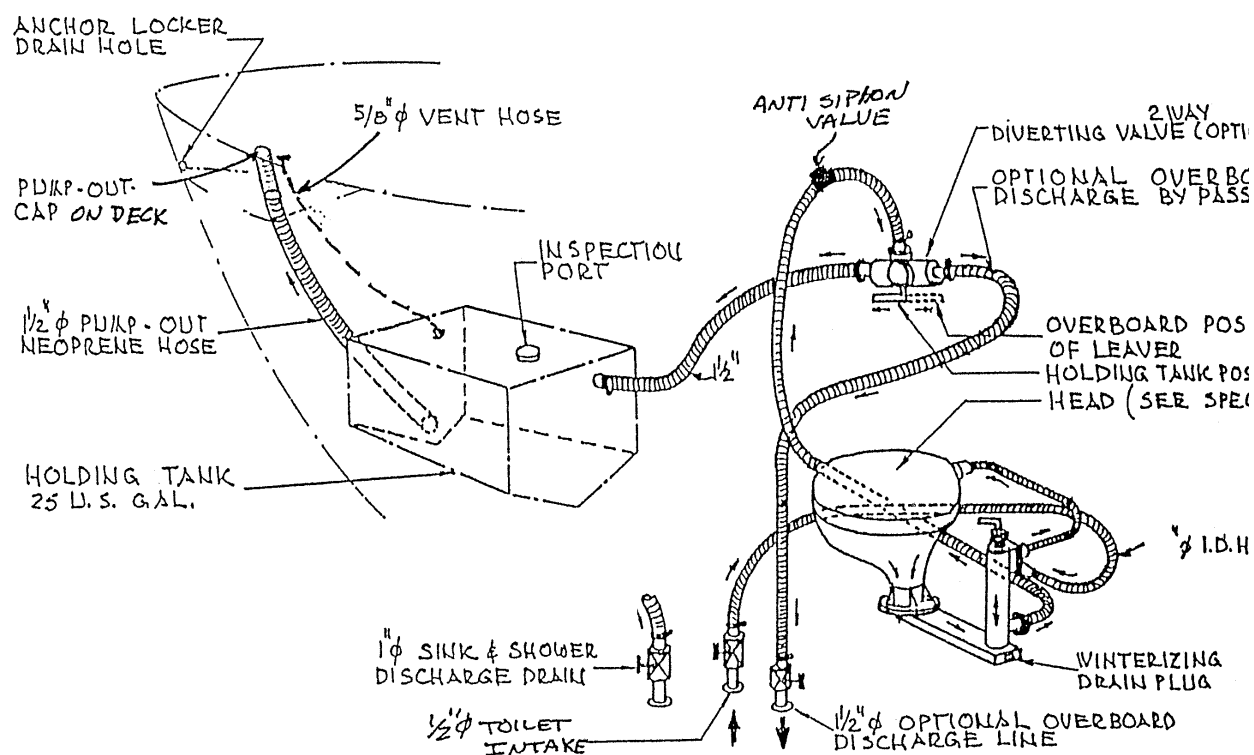 ANCHOR LOCKER
DRAIN HOLE
5/8"φ VENT HOSE
PUMP-OUT-
CAP ON DECK
1½"φ PUMP-OUT
NEOPRENE HOSE
HOLDING TANK
25 U.S. GAL.
INSPECTION
PORT
1½"
ANTI SIPHON
VALUE
2 WAY
DIVERTING VALUE (OPTI
OPTIONAL OVERBO
DISCHARGE BY PASS
OVERBOARD POS
OF LEAVER
HOLDING TANK POS
HEAD (SEE SPEC
"φ I.D.H
WINTERIZING
DRAIN PLUG
1"φ SINK & SHOWER
DISCHARGE DRAIN
½"φ TOILET
INTAKE
1½"φ OPTIONAL OVERBOARD
DISCHARGE LINE